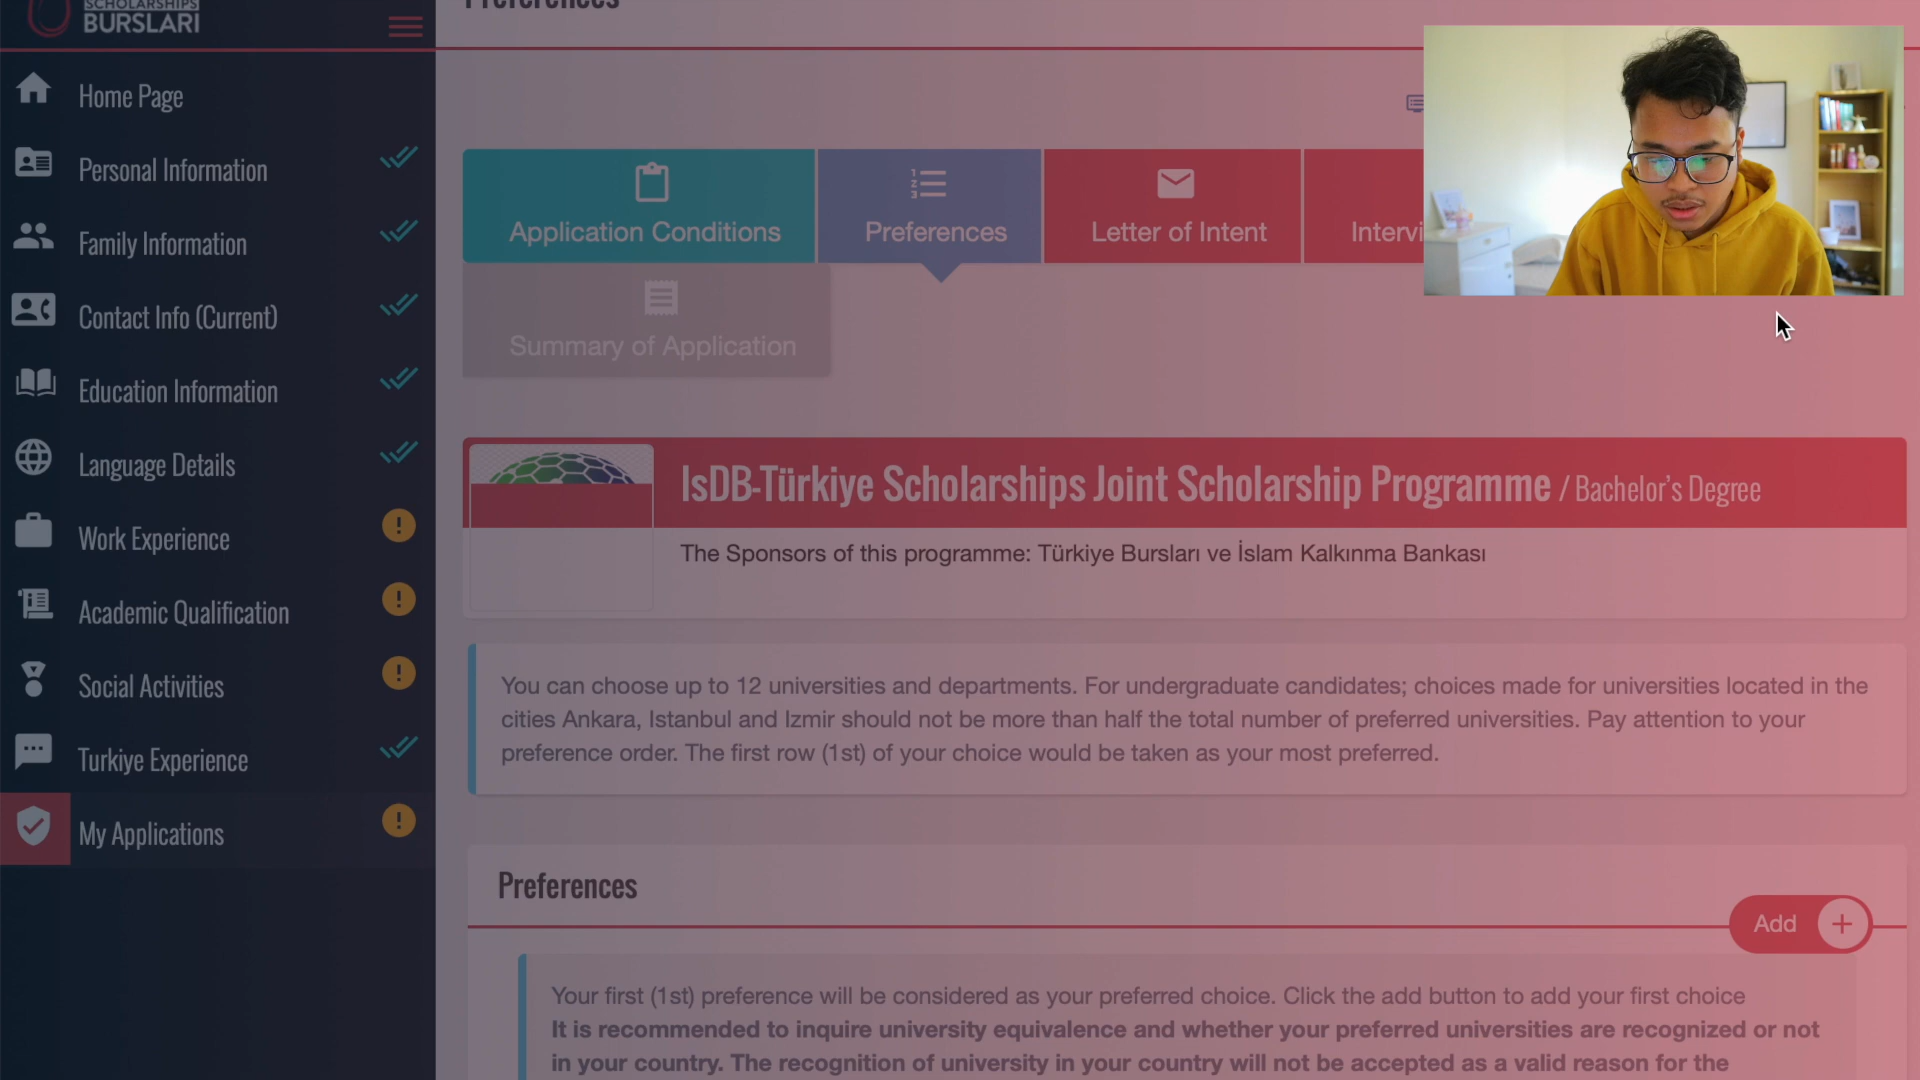 SCHOLARSHIPS
BURSLARI
Preferences
Home Page
Personal Information
Family Information
Contact Info (Current)
Education Information
Language Details
Work Experience
Academic Qualification
Social Activities
Turkiye Experience
My Applications
Application Conditions
Preferences
Letter of Intent
Intervi
Summary of Application
IsDB-Türkiye Scholarships Joint Scholarship Programme / Bachelor's Degree
The Sponsors of this programme: Türkiye Bursları ve İslam Kalkınma Bankası
You can choose up to 12 universities and departments. For undergraduate candidates; choices made for universities located in the
cities Ankara, Istanbul and Izmir should not be more than half the total number of preferred universities. Pay attention to your
preference order. The first row (1st) of your choice would be taken as your most preferred.
Preferences
Add
Your first (1st) preference will be considered as your preferred choice. Click the add button to add your first choice
It is recommended to inquire university equivalence and whether your preferred universities are recognized or not
in your country. The recognition of university in your country will not be accepted as a valid reason for the